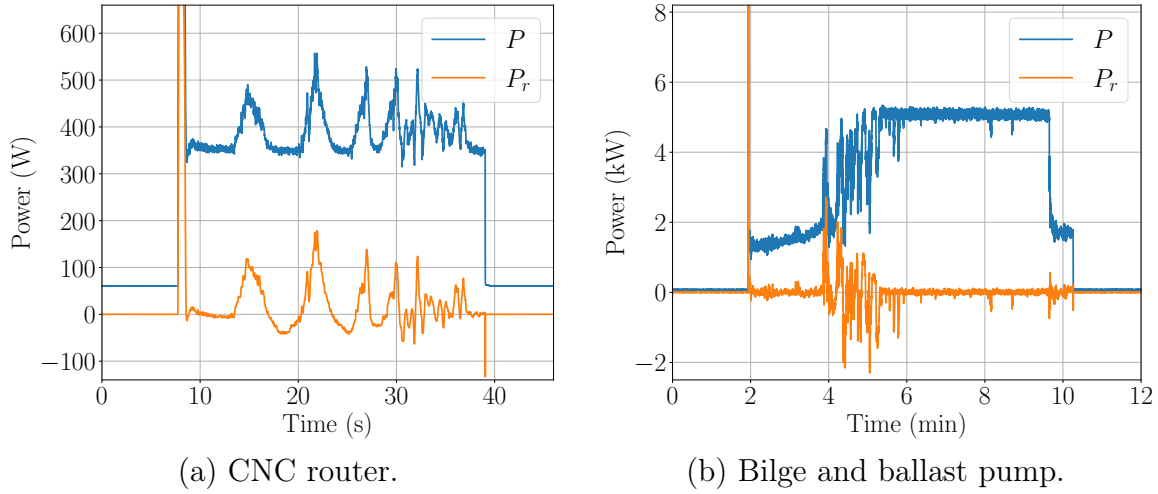 600
500
400
300
200
100
0
−100
Power (W)
0 10 20 30 40
Time (s)
P
P_r
(a) CNC router.
8
6
4
2
0
−2
Power (kW)
0 2 4 6 8 10 12
Time (min)
P
P_r
(b) Bilge and ballast pump.